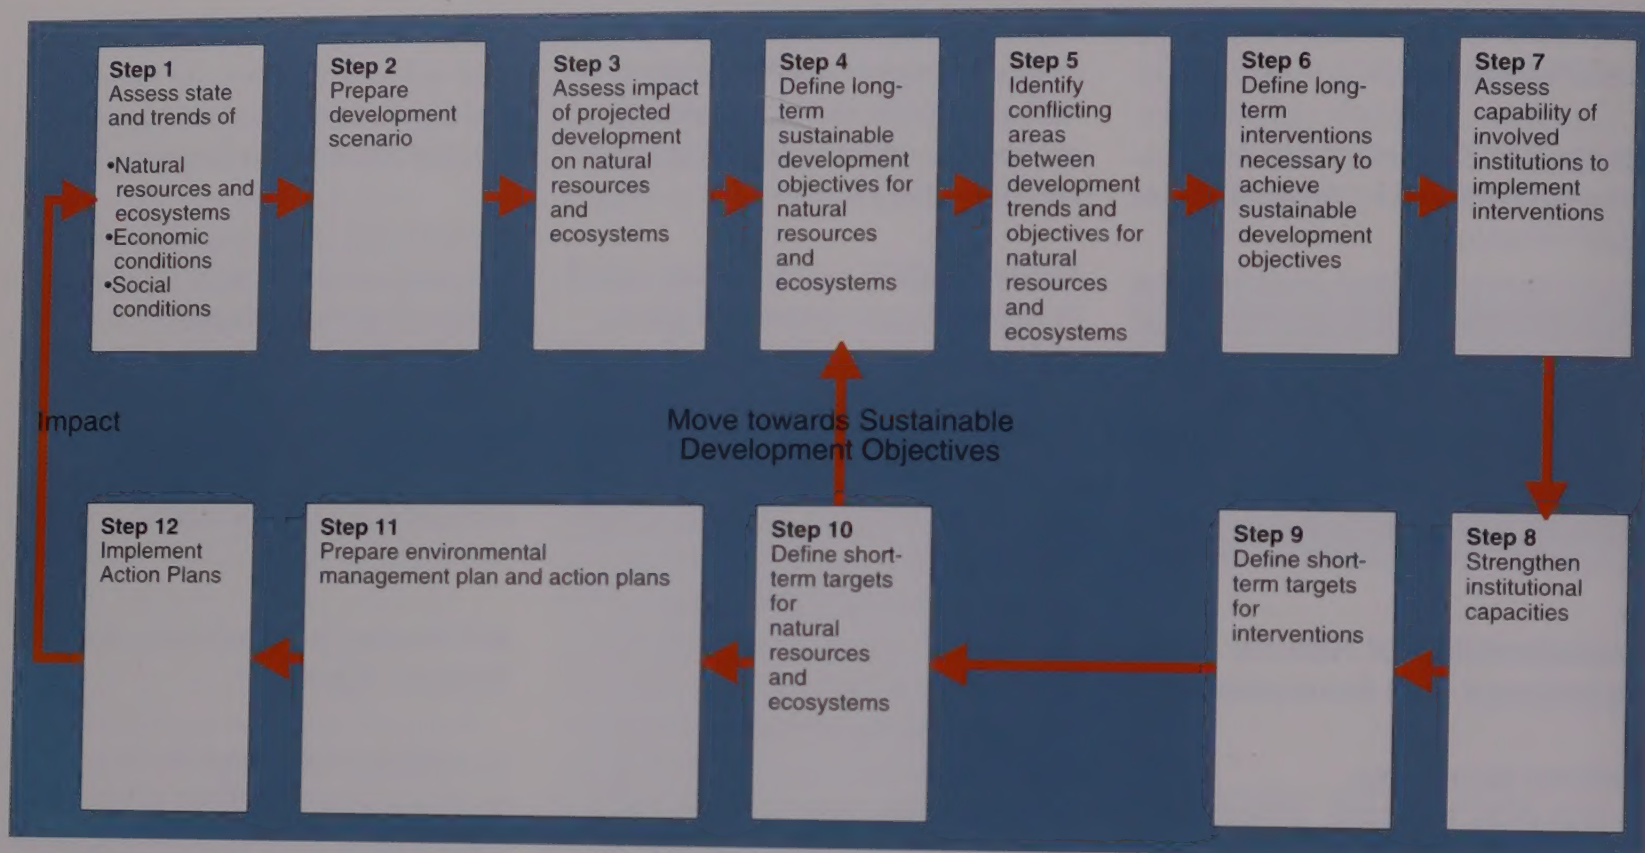 Step 1
Assess state
and trends of
•Natural
resources and
ecosystems
•Economic
conditions
•Social
conditions
Step 2
Prepare
development
scenario
Step 3
Assess impact
of projected
development
on natural
resources
and
ecosystems
Step 4
Define long-
term
sustainable
development
objectives for
natural
resources
and
ecosystems
Step 5
Identify
conflicting
areas
between
development
trends and
objectives for
natural
resources
and
ecosystems
Step 6
Define long-
term
interventions
necessary to
achieve
sustainable
development
objectives
Step 7
Assess
capability of
involved
institutions to
implement
interventions
Impact
Move towards Sustainable
Development Objectives
Step 12
Implement
Action Plans
Step 11
Prepare environmental
management plan and action plans
Step 10
Define short-
term targets
for
natural
resources
and
ecosystems
Step 9
Define short-
term targets
for
interventions
Step 8
Strengthen
institutional
capacities